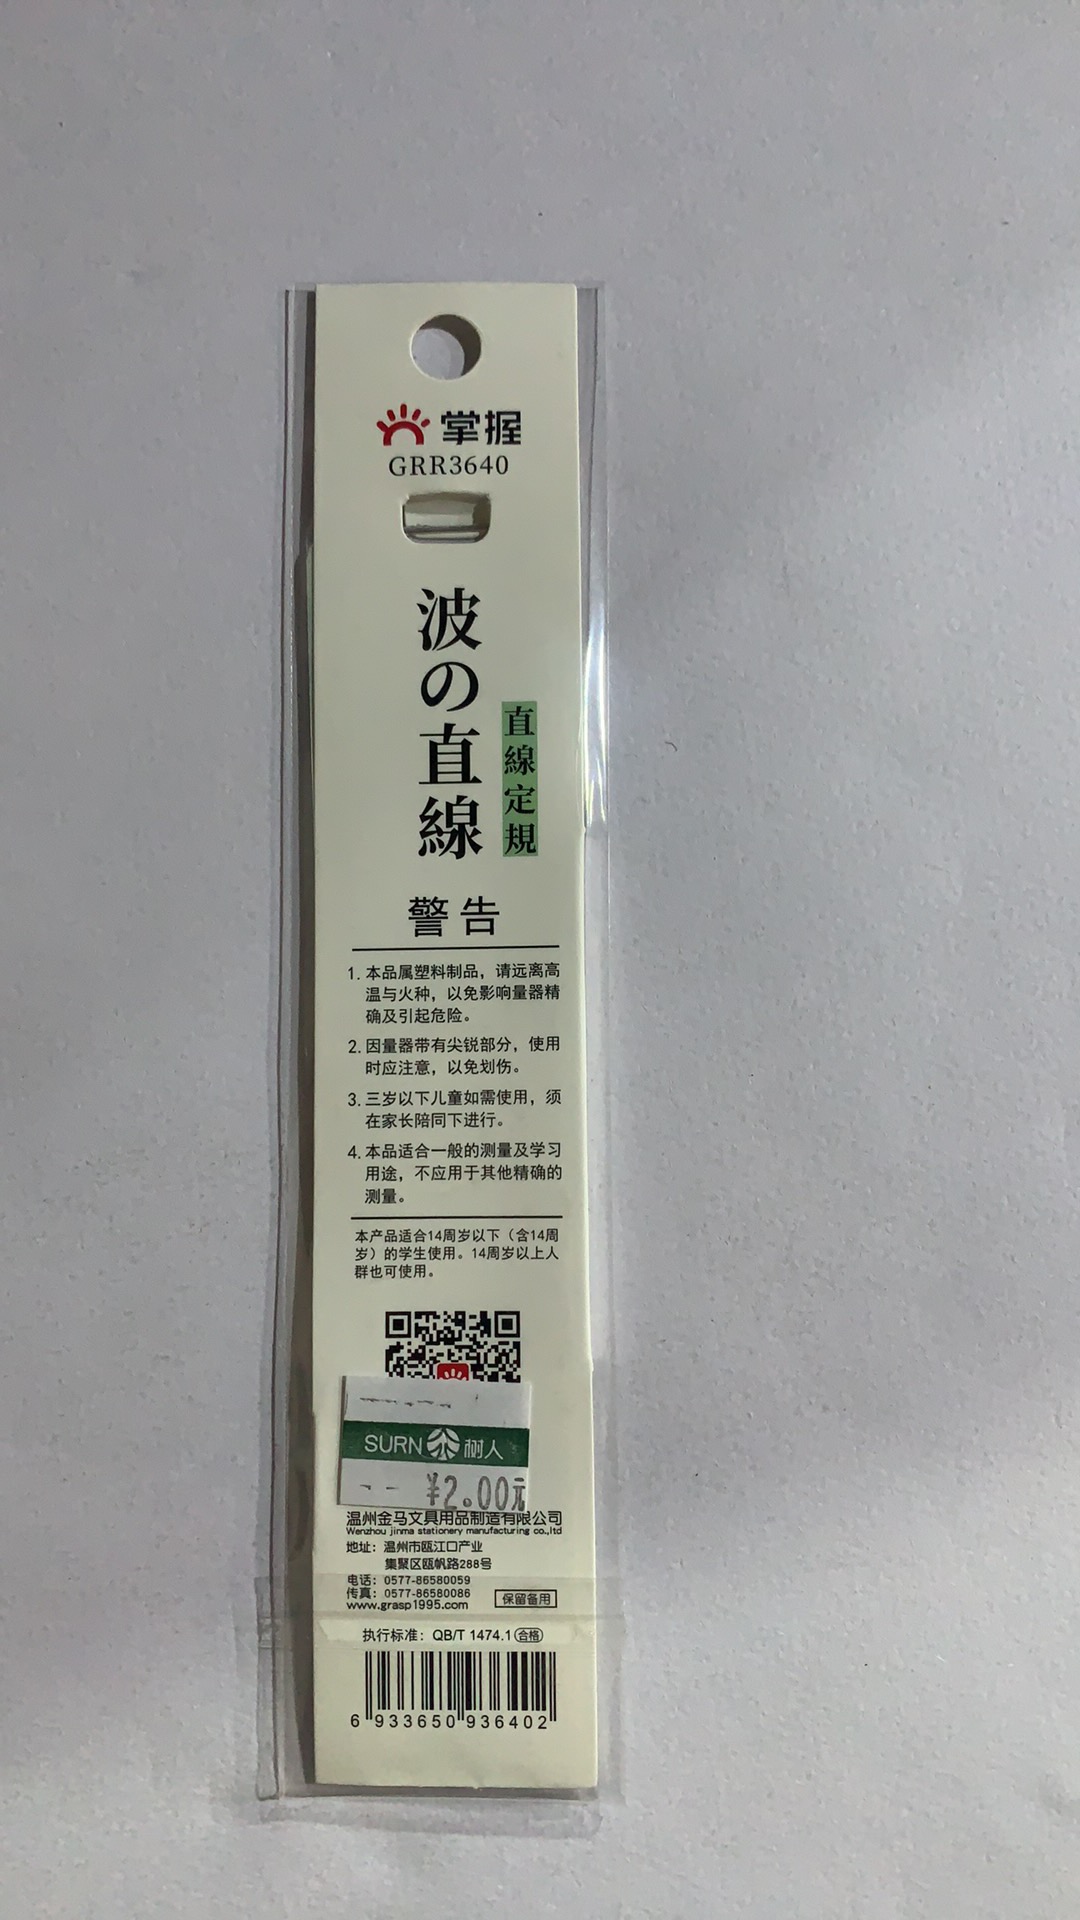 掌握
GRR3640
波の直線
直線定規
警告
1. 本品属塑料制品，请远离高
温与火种，以免影响量器精
确及引起危险。
2. 因量器带有尖锐部分，使用
时应注意，以免划伤。
3. 三岁以下儿童如需使用，须
在家长陪同下进行。
4. 本品适合一般的测量及学习
用途，不应用于其他精确的
测量。
本产品适合14周岁以下（含14周
岁）的学生使用。14周岁以上人
群也可使用。
SURN 树人
¥2.00元
温州金马文具用品制造有限公司
Wenzhou jinma stationery manufacturing co.,ltd
地址：温州市瓯江口产业
集聚区瓯帆路288号
电话：0577-86580059
传真：0577-86580086
www.grasp1995.com
保留备用
执行标准：QB/T 1474.1 合格
6 933650 936402